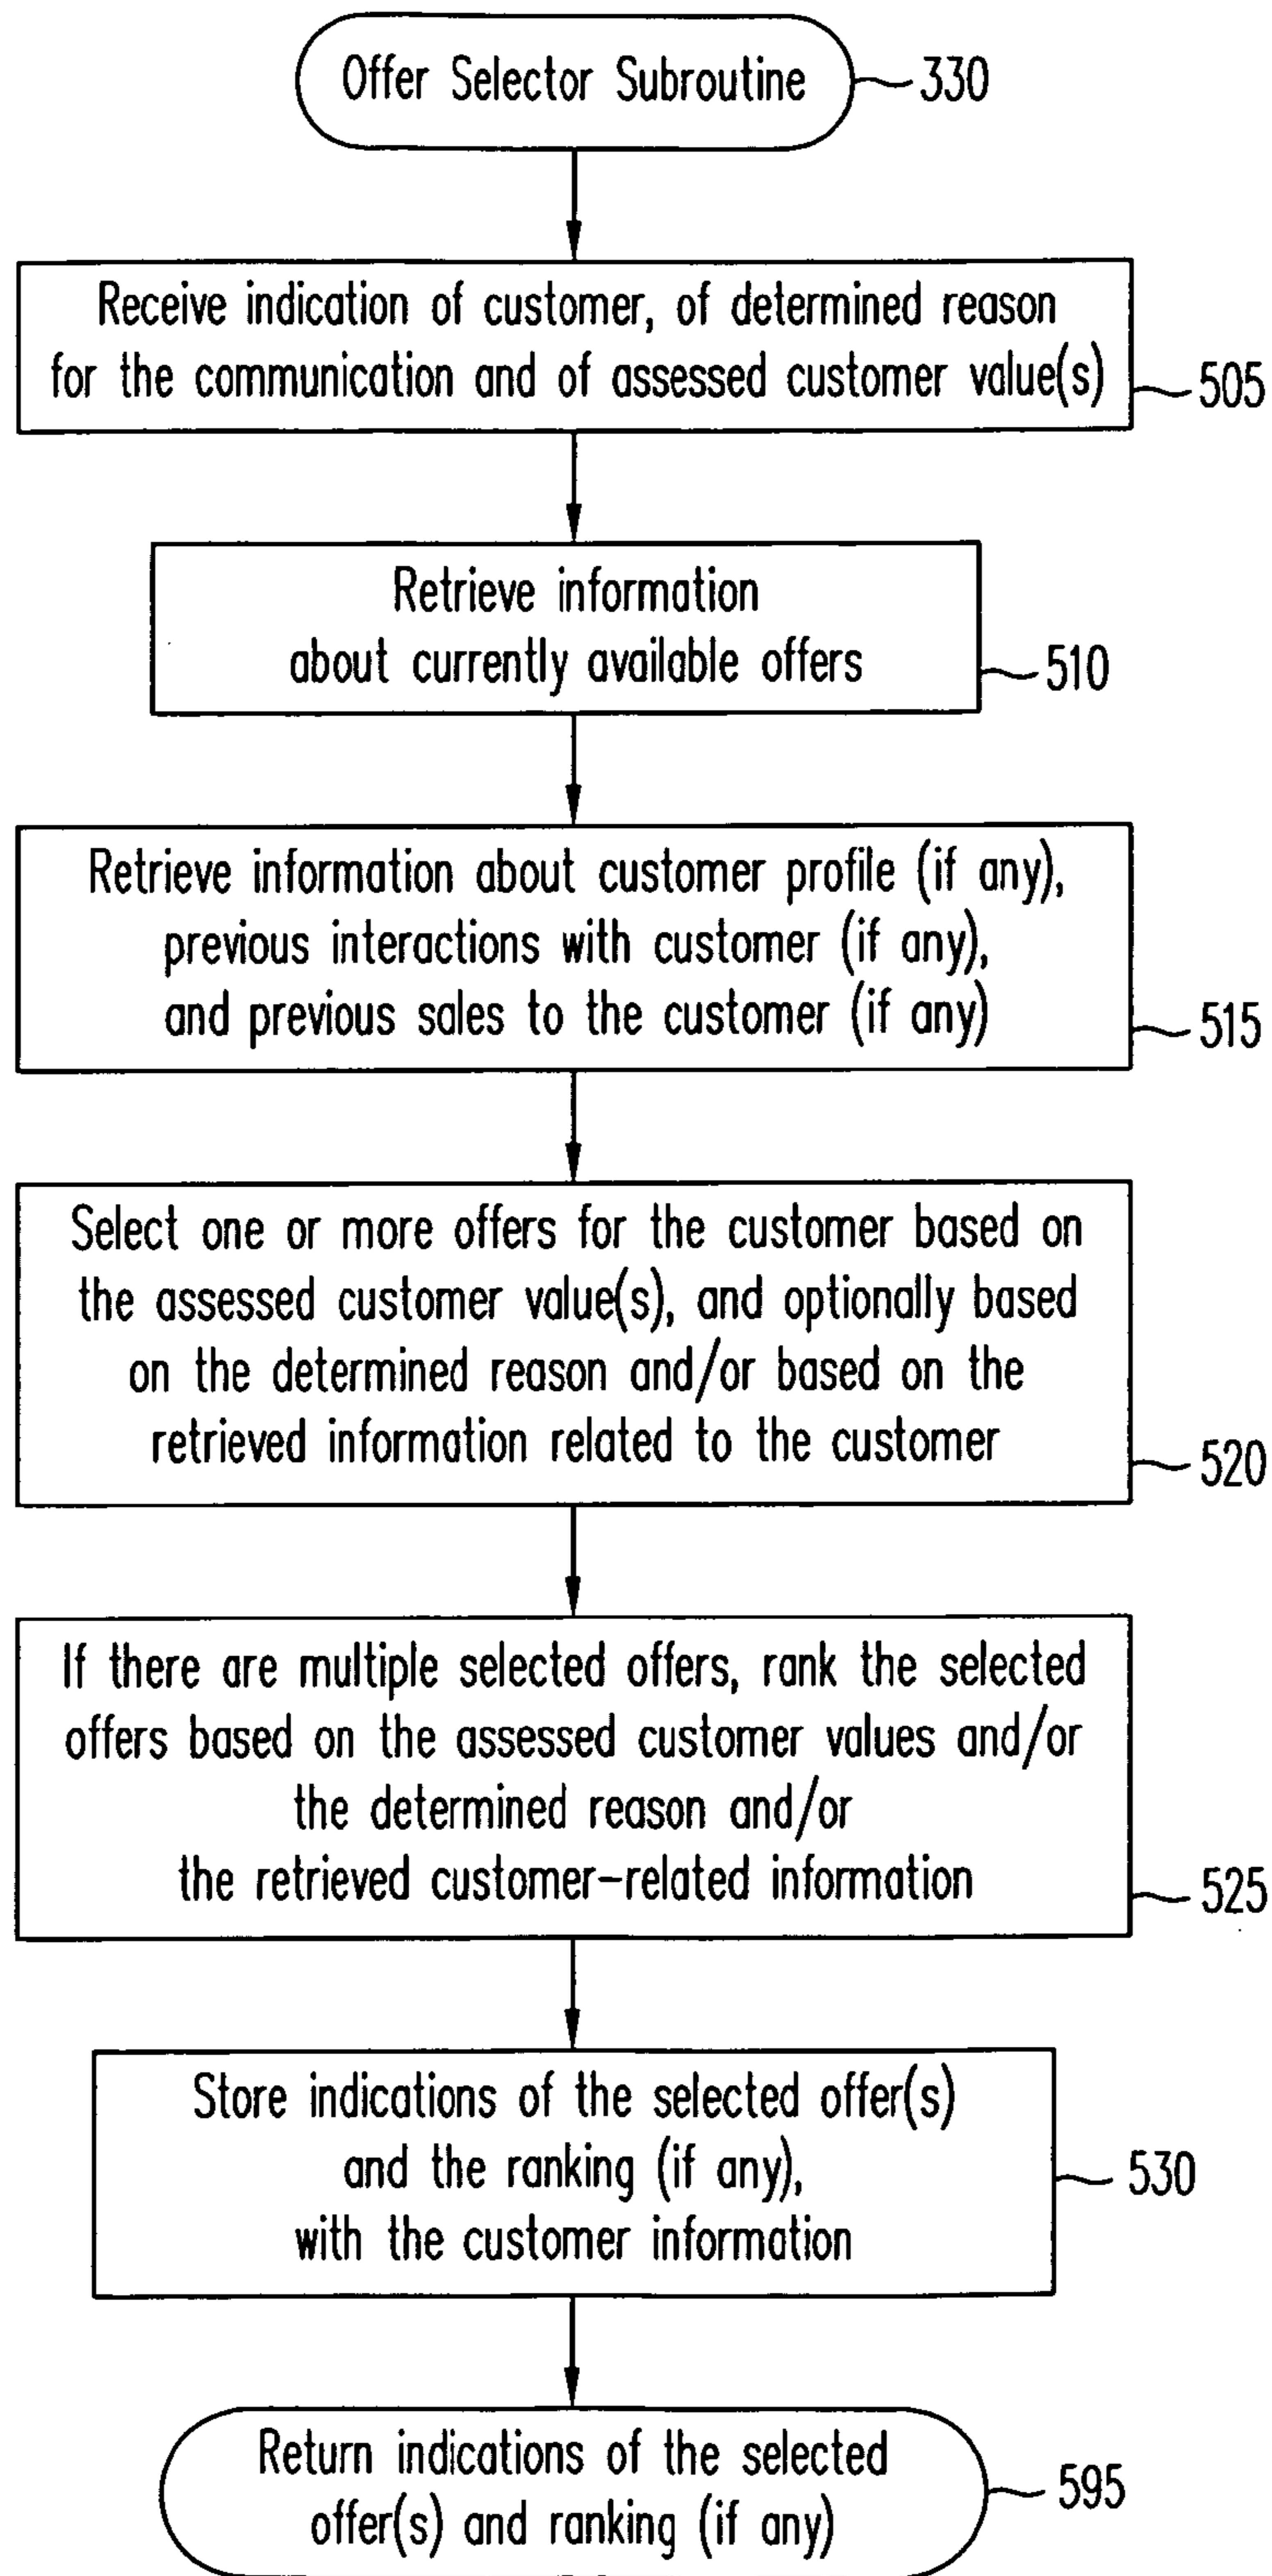 Offer Selector Subroutine
330
Receive indication of customer, of determined reason
for the communication and of assessed customer value(s)
505
Retrieve information
about currently available offers
510
Retrieve information about customer profile (if any),
previous interactions with customer (if any),
and previous sales to the customer (if any)
515
Select one or more offers for the customer based on
the assessed customer value(s), and optionally based
on the determined reason and/or based on the
retrieved information related to the customer
520
If there are multiple selected offers, rank the selected
offers based on the assessed customer values and/or
the determined reason and/or
the retrieved customer-related information
525
Store indications of the selected offer(s)
and the ranking (if any),
with the customer information
530
Return indications of the selected
offer(s) and ranking (if any)
595